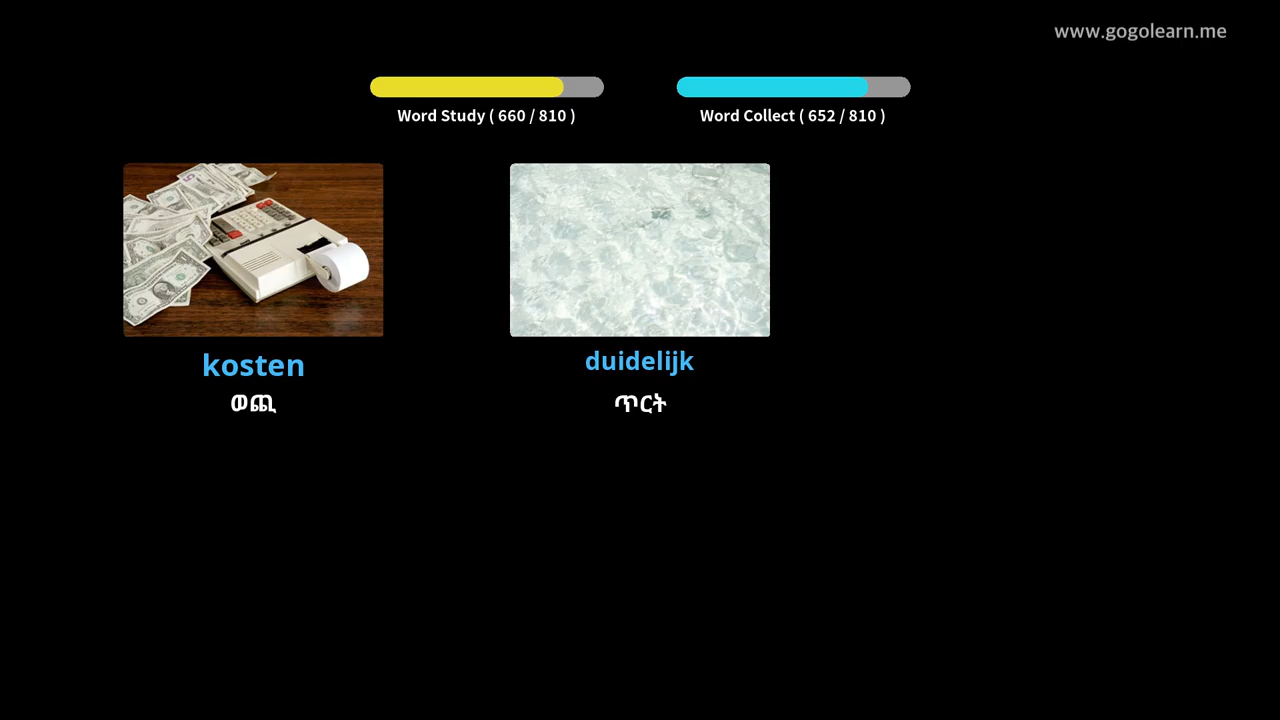 www.gogolearn.me
Word Study ( 660 / 810 )
Word Collect ( 652 / 810 )
kosten
ወጪ
duidelijk
ጥርት